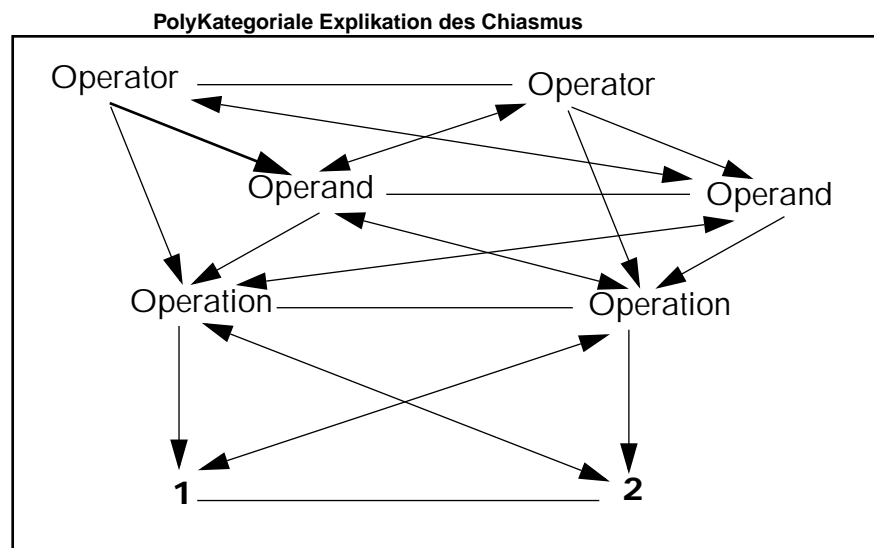 PolyKategoriale Explikation des Chiasmus
Operator Operator
Operand Operand
Operation Operation
1 2